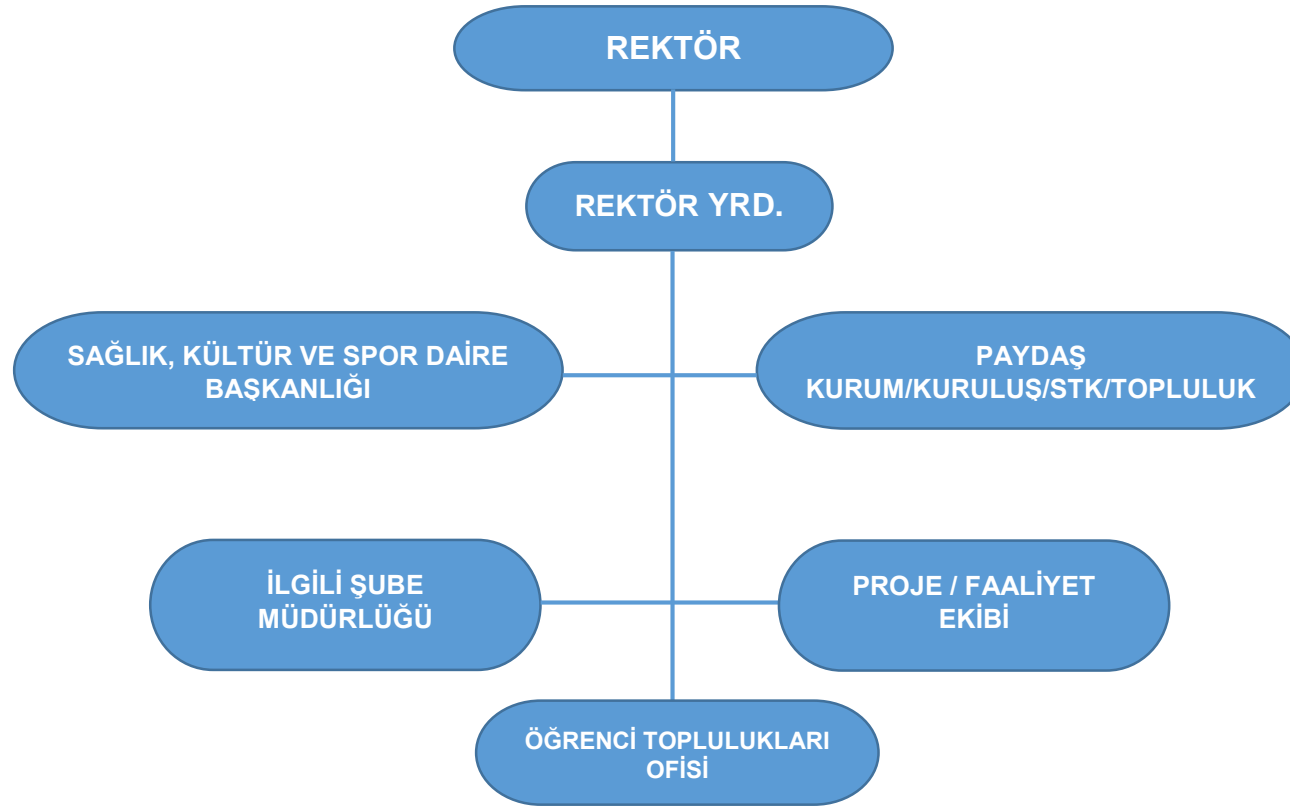 REKTÖR
REKTÖR YRD.
SAĞLIK, KÜLTÜR VE SPOR DAİRE
BAŞKANLIĞI
PAYDAŞ
KURUM/KURULUŞ/STK/TOPLULUK
İLGİLİ ŞUBE
MÜDÜRLÜĞÜ
PROJE / FAALİYET
EKİBİ
ÖĞRENCİ TOPLULUKLARI
OFİSİ